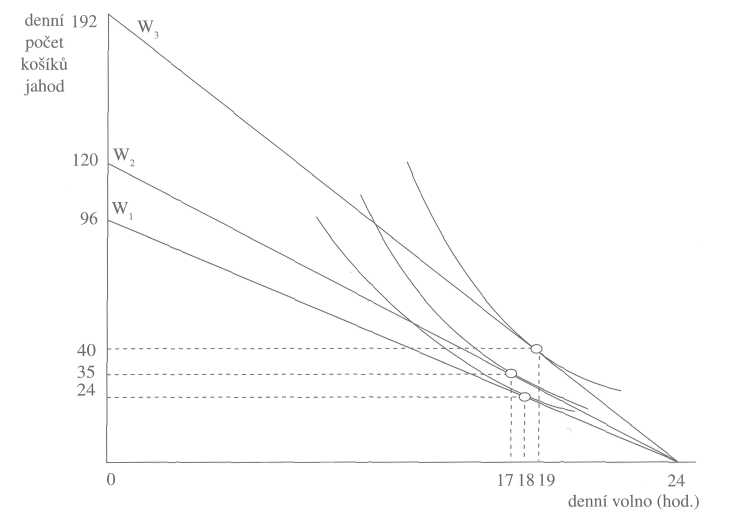 denní
počet
košíků
jahod
192
W3
120
W2
96
W1
40
35
24
0
17 18 19
24
denní volno (hod.)